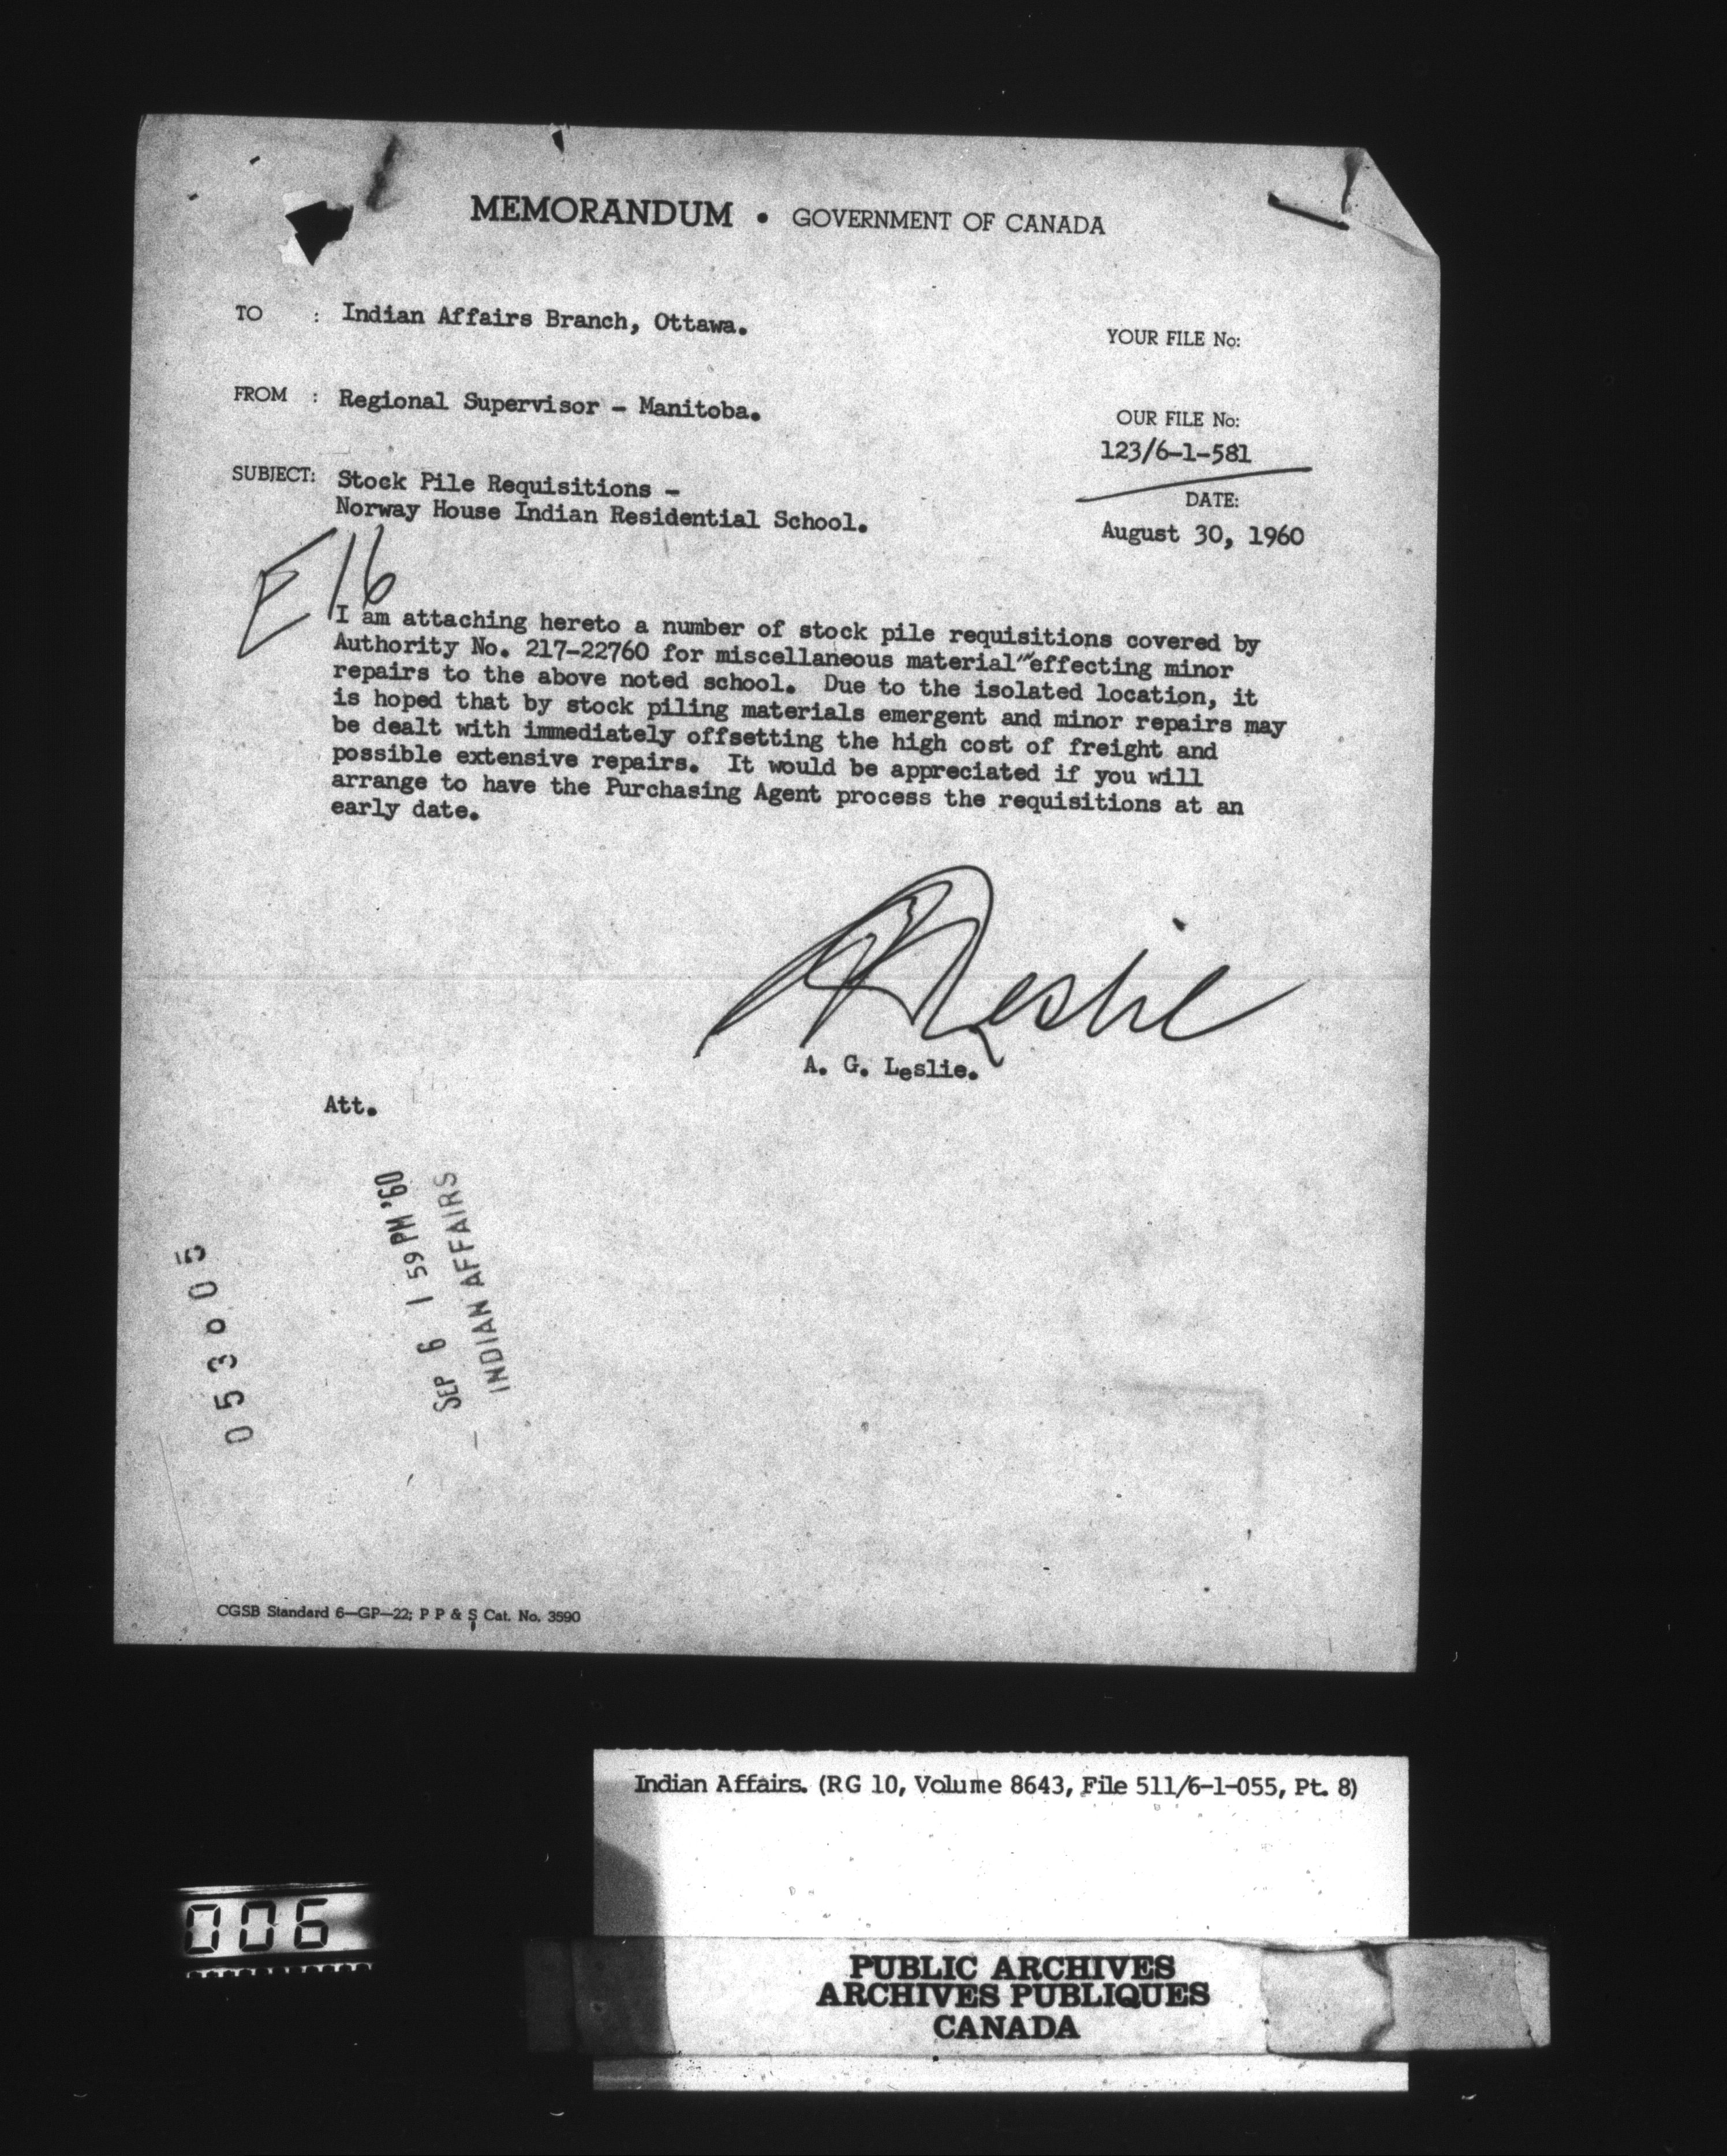 MEMORANDUM • GOVERNMENT OF CANADA
TO : Indian Affairs Branch, Ottawa.
YOUR FILE No:
FROM : Regional Supervisor - Manitoba.
OUR FILE No:
123/6-1-581
SUBJECT: Stock Pile Requisitions -
Norway House Indian Residential School.
DATE:
August 30, 1960
E16
I am attaching hereto a number of stock pile requisitions covered by
Authority No. 217-22760 for miscellaneous material effecting minor
repairs to the above noted school. Due to the isolated location, it
is hoped that by stock piling materials emergent and minor repairs may
be dealt with immediately offsetting the high cost of freight and
possible extensive repairs. It would be appreciated if you will
arrange to have the Purchasing Agent process the requisitions at an
early date.
A G Leslie
A. G. Leslie.
Att.
SEP 6 1 59 PM '60
INDIAN AFFAIRS
CGSB Standard 6-GP-22; P P & S Cat. No. 3590
Indian Affairs. (RG 10, Volume 8643, File 511/6-1-055, Pt. 8)
006
PUBLIC ARCHIVES
ARCHIVES PUBLIQUES
CANADA